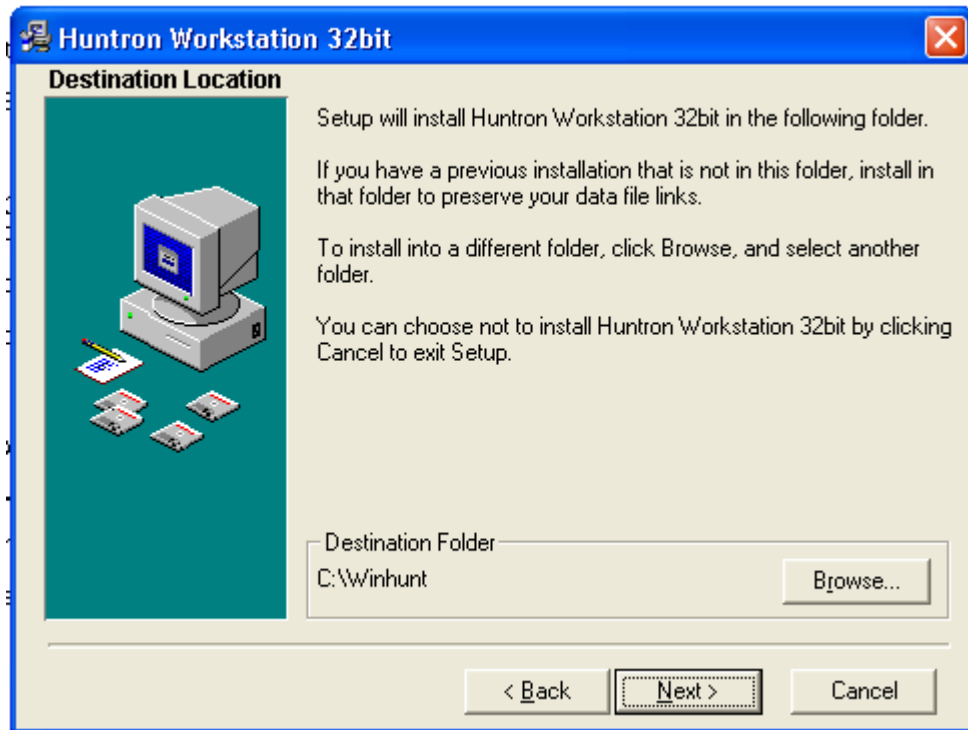 Huntron Workstation 32bit
Destination Location
Setup will install Huntron Workstation 32bit in the following folder.
If you have a previous installation that is not in this folder, install in
that folder to preserve your data file links.
To install into a different folder, click Browse, and select another
folder.
You can choose not to install Huntron Workstation 32bit by clicking
Cancel to exit Setup.
Destination Folder
C:\Winhunt
Browse...
< Back
Next >
Cancel